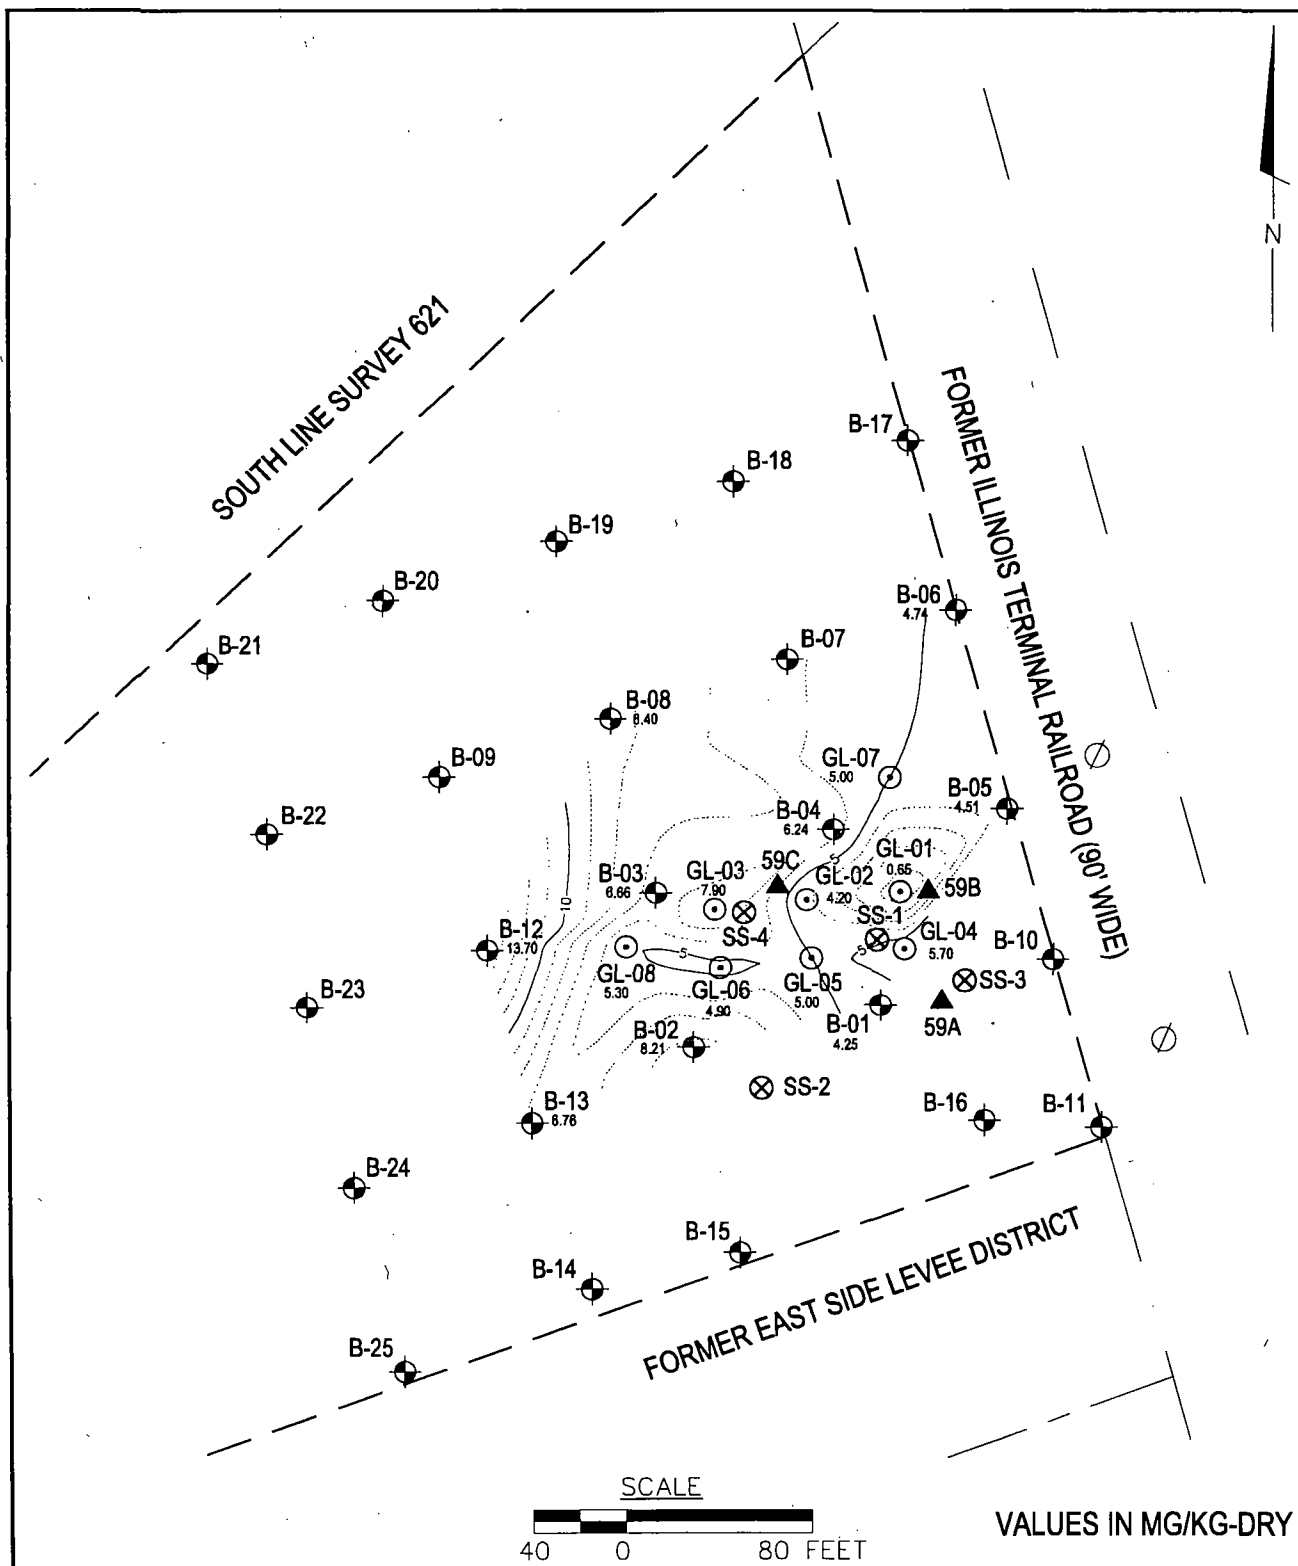 N
SOUTH LINE SURVEY 621
FORMER ILLINOIS TERMINAL RAILROAD (90' WIDE)
B-17
B-18
B-19
B-20
B-06
4.74
B-21
B-07
B-08
8.40
GL-07
5.00
B-09
B-05
4.51
B-22
B-04
6.24
5
59C
GL-01
0.65
B-03
6.66
GL-03
7.90
GL-02
4.20
59B
10
SS-1
SS-4
B-12
13.70
5
5
GL-04
5.70
B-10
GL-08
5.30
GL-06
4.90
GL-05
5.00
SS-3
B-23
B-01
4.25
59A
B-02
8.21
SS-2
B-13
6.76
B-16
B-11
B-24
B-15
B-14
FORMER EAST SIDE LEVEE DISTRICT
B-25
SCALE
40 0 80 FEET
VALUES IN MG/KG-DRY